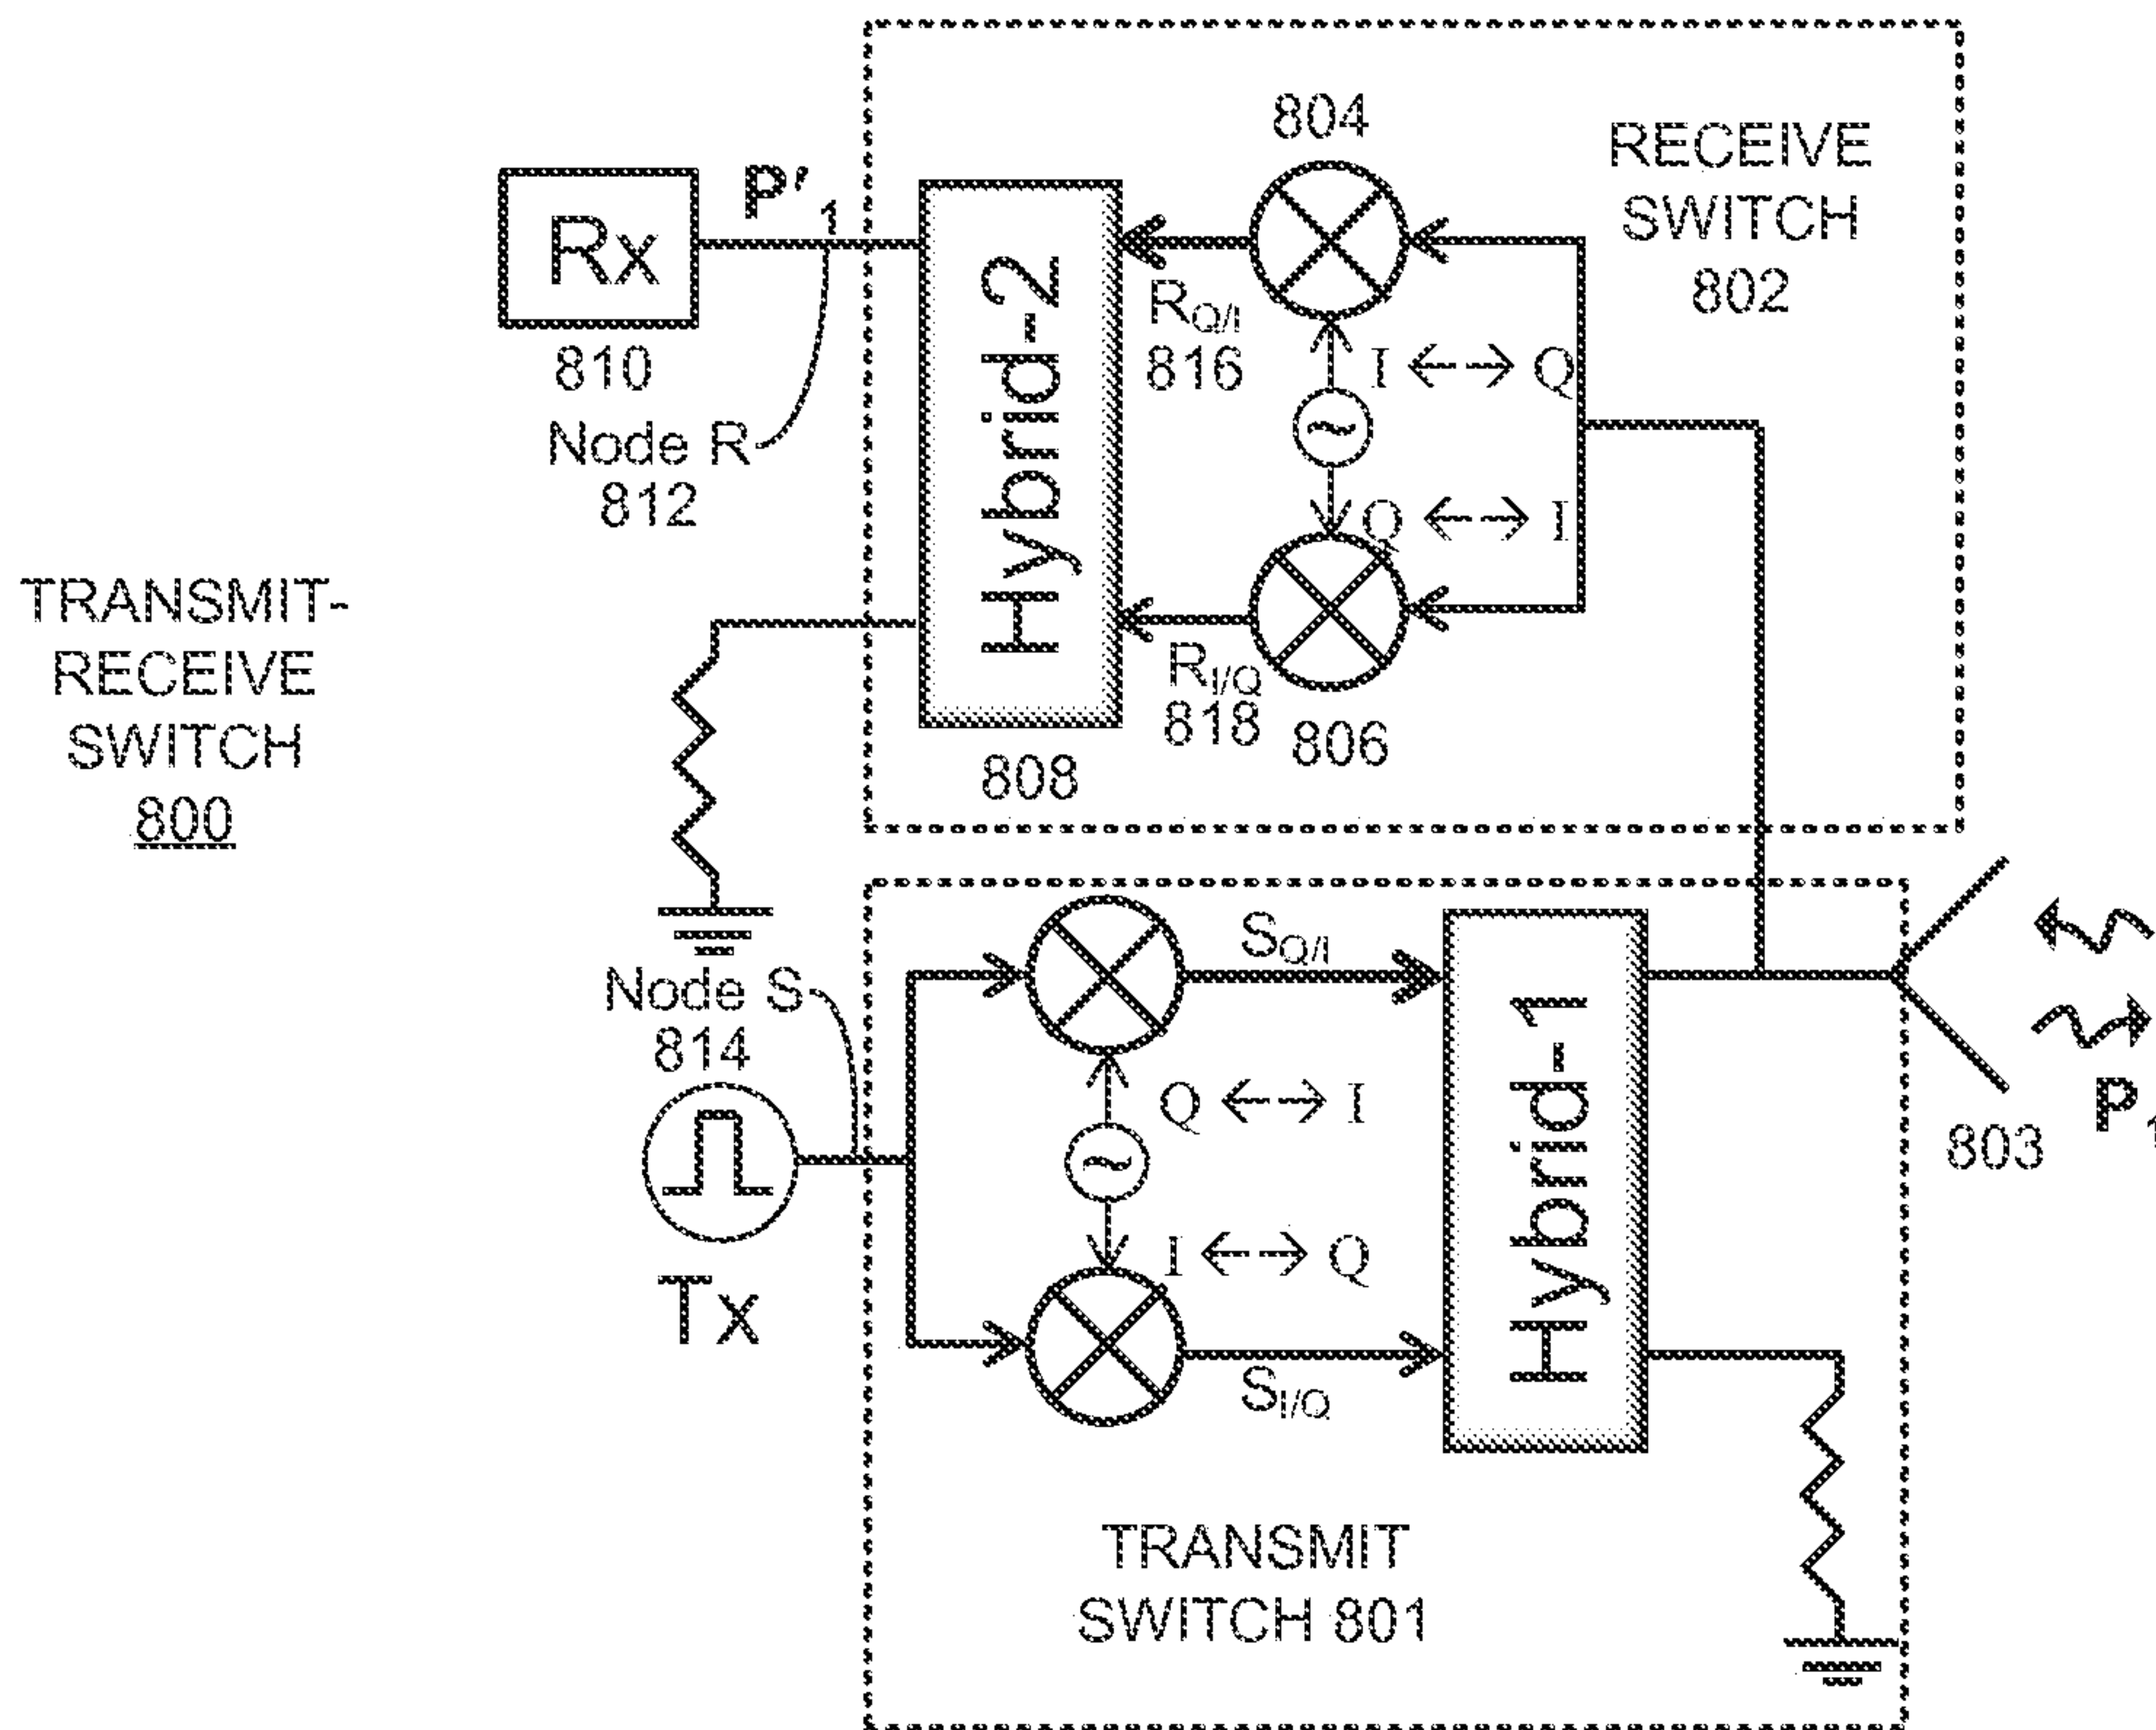 804
RECEIVE
SWITCH
802
P'1
Rx
810
Node R
812
Hybrid-2
808
RQ/I
816
I Q
Q I
RI/Q
818
806
TRANSMIT-
RECEIVE
SWITCH
800
Node S
814
Tx
SQ/I
Q I
I Q
SI/Q
Hybrid-1
803
P1
TRANSMIT
SWITCH 801